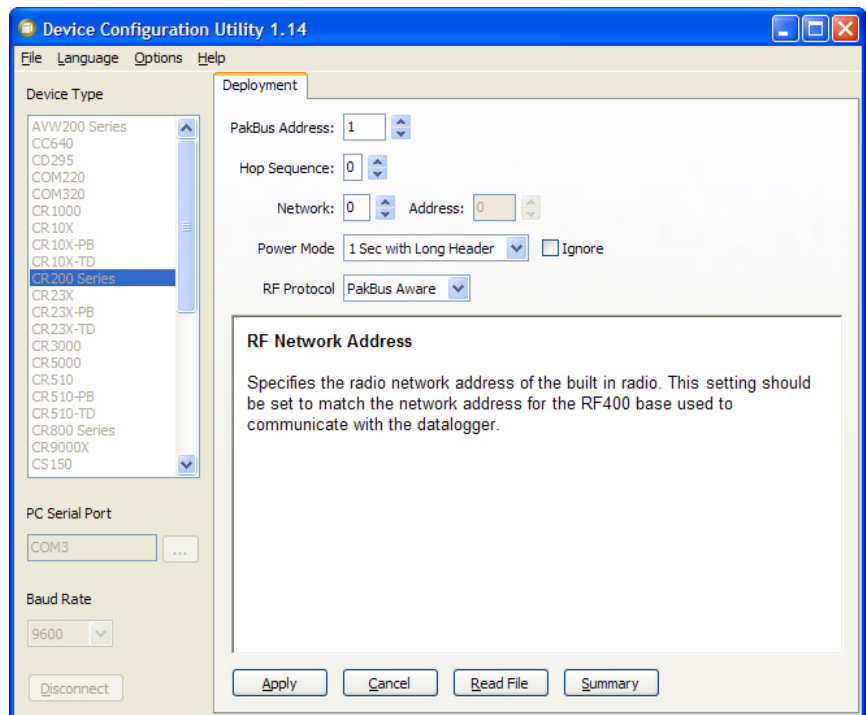 Device Configuration Utility 1.14
File Language Options Help
Device Type
AVW200 Series
CC640
CD295
COM220
COM320
CR1000
CR10X
CR10X-PB
CR10X-TD
CR200 Series
CR23X
CR23X-PB
CR23X-TD
CR3000
CR5000
CR510
CR510-PB
CR510-TD
CR800 Series
CR9000X
CS150
PC Serial Port
COM3 ...
Baud Rate
9600
Disconnect
Deployment
PakBus Address: 1
Hop Sequence: 0
Network: 0 Address: 0
Power Mode 1 Sec with Long Header Ignore
RF Protocol PakBus Aware
RF Network Address
Specifies the radio network address of the built in radio. This setting should
be set to match the network address for the RF400 base used to
communicate with the datalogger.
Apply Cancel Read File Summary